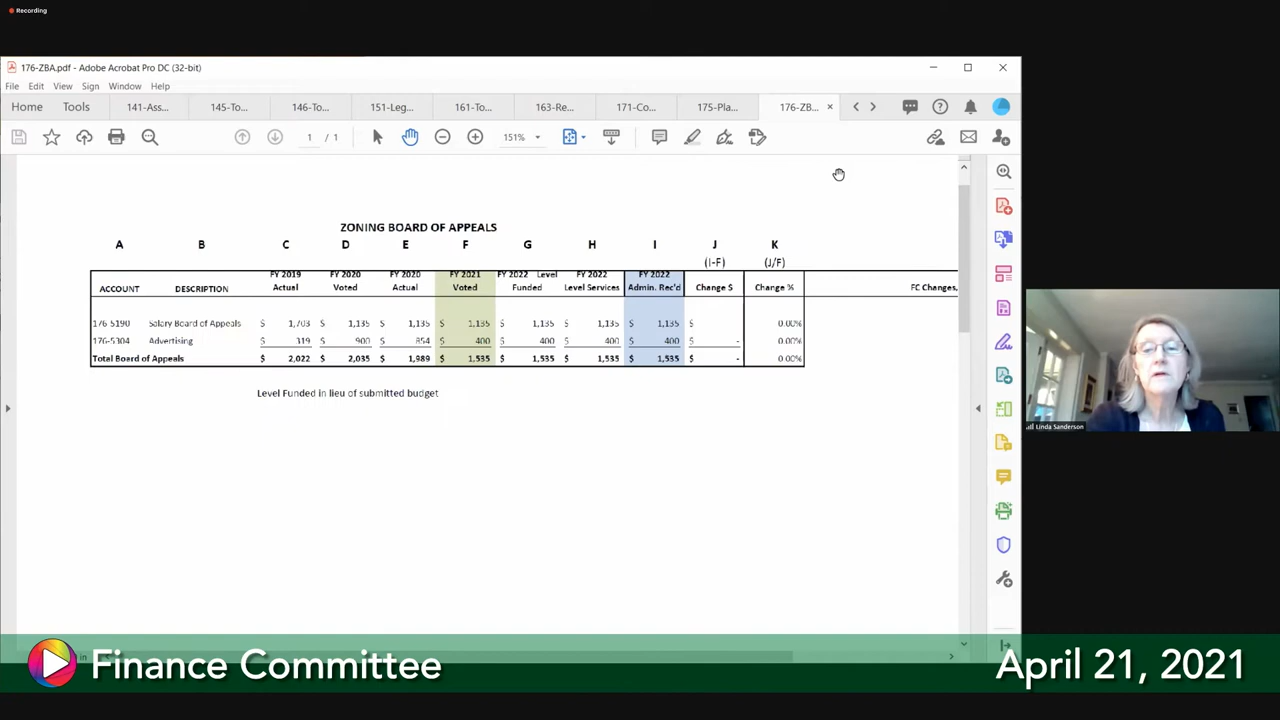 Recording
176-ZBA.pdf - Adobe Acrobat Pro DC (32-bit)
File Edit View Sign Window Help
Home Tools 141-Ass... 145-To... 146-To... 151-Leg... 161-To... 163-Re... 171-Co... 175-Pla... 176-ZB... ×
1 / 1 151%
ZONING BOARD OF APPEALS
A B C D E F G H I J K
(I-F) (J/F)
FY 2019 FY 2020 FY 2020 FY 2021 FY 2022 Level FY 2022 FY 2022
ACCOUNT DESCRIPTION Actual Voted Actual Voted Funded Level Services Admin. Rec'd Change $ Change % FC Changes,
176-5190 Salary Board of Appeals $ 1,703 $ 1,135 $ 1,135 $ 1,135 $ 1,135 $ 1,135 $ 1,135 $ 0.00%
176-5304 Advertising $ 319 $ 900 $ 854 $ 400 $ 400 $ 400 $ 400 $ - 0.00%
Total Board of Appeals $ 2,022 $ 2,035 $ 1,989 $ 1,535 $ 1,535 $ 1,535 $ 1,535 $ - 0.00%
Level Funded in lieu of submitted budget
Linda Sanderson
Finance Committee
April 21, 2021